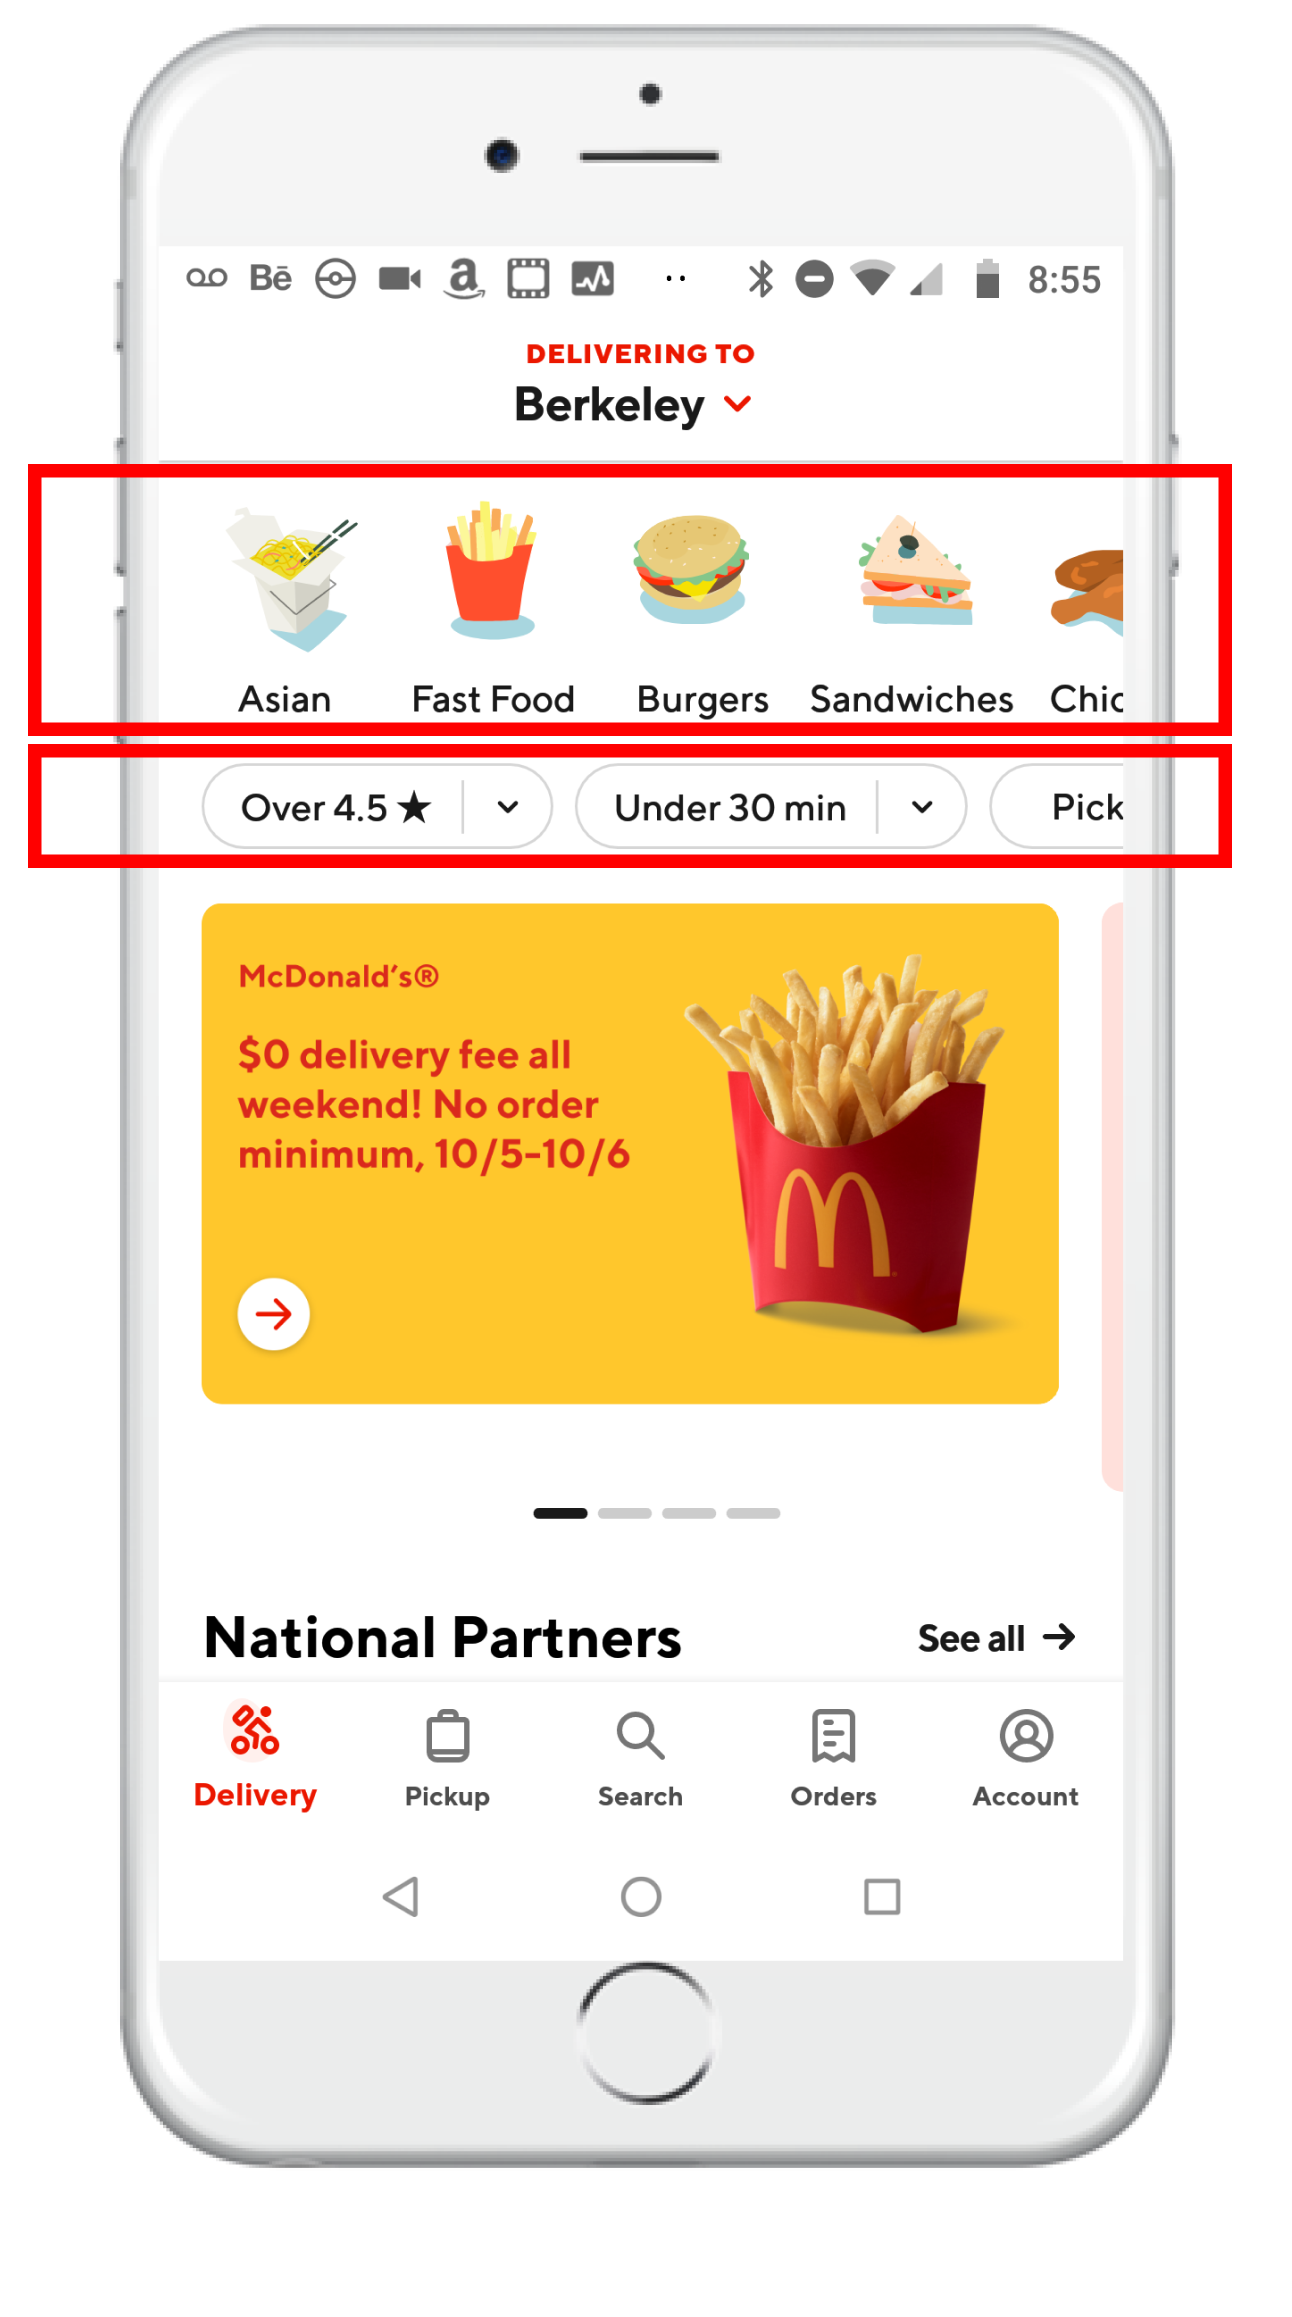 Bē
8:55
DELIVERING TO
Berkeley
Asian Fast Food Burgers Sandwiches Chic
Over 4.5 ★ Under 30 min Pick
McDonald's®
$0 delivery fee all
weekend! No order
minimum, 10/5-10/6
National Partners See all →
Delivery Pickup Search Orders Account